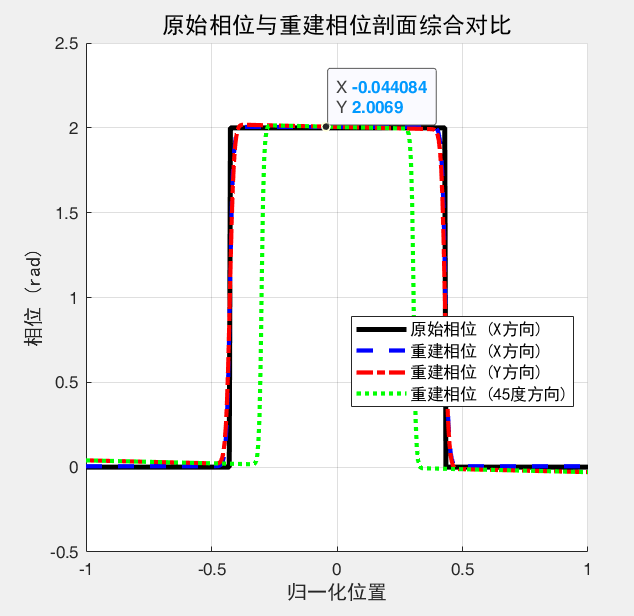 原始相位与重建相位剖面综合对比
2.5
X -0.044084
Y 2.0069
2
1.5
1
原始相位 (X方向)
重建相位 (X方向)
重建相位 (Y方向)
重建相位 (45度方向)
0.5
0
-0.5
相位 (rad)
-1
-0.5
0
0.5
1
归一化位置